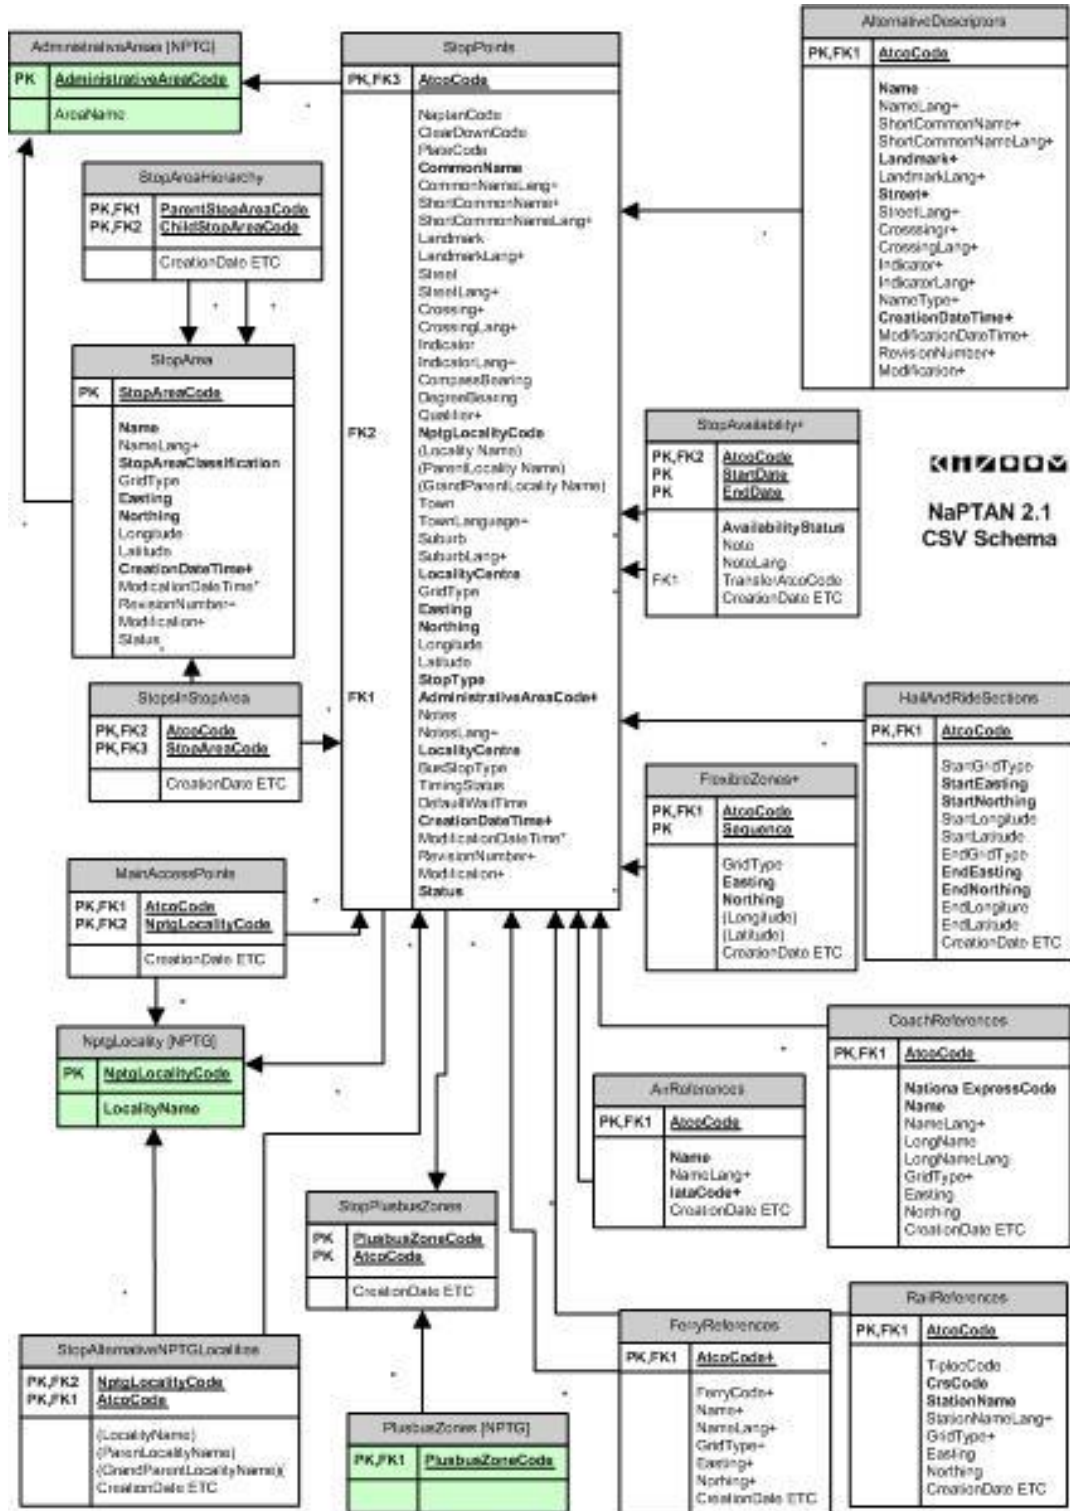 AdministrativeAreas [NPTG]
PK AdministrativeAreaCode
AreaName
StopAreaHierarchy
PK,FK1 ParentStopAreaCode
PK,FK2 ChildStopAreaCode
CreationDate ETC
StopArea
PK StopAreaCode
Name
NameLang+
StopAreaClassification
GridType
Easting
Northing
Longitude
Latitude
CreationDateTime+
ModicationDateTime*
RevisionNumber+
Modification+
Status
StopsInStopArea
PK,FK2 AtcoCode
PK,FK3 StopAreaCode
CreationDate ETC
MainAccessPoints
PK,FK1 AtcoCode
PK,FK2 NptgLocalityCode
CreationDate ETC
NptgLocality [NPTG]
PK NptgLocalityCode
LocalityName
StopAlternativeNPTGLocalities
PK,FK2 NptgLocalityCode
PK,FK1 AtcoCode
(LocalityName)
(ParenLocalityName)
(GrandParentLocalityName)(
CreationDate ETC
StopPoints
PK,FK3 AtcoCode
NaptanCode
ClearDownCode
PlateCode
CommonName
CommonNameLang+
ShortCommonName+
ShortCommonNameLang+
Landmark
LandmarkLang+
Street
StreetLang+
Crossing+
CrossingLang+
Indicator
IndicatorLang+
CompassBearing
DegreeBearing
Qualifier+
FK2 NptgLocalityCode
(Locality Name)
(ParentLocality Name)
(GrandParentLocality Name)
Town
TownLanguage+
Suburb
SuburbLang+
LocalityCentre
GridType
Easting
Northing
Longitude
Latitude
StopType
FK1 AdministrativeAreaCode+
Notes
NotesLang+
LocalityCentre
BusStopType
TimingStatus
DefaultWaitTime
CreationDateTime+
ModificationDateTime*
RevisionNumber+
Modification+
Status
StopPlusbusZones
PK PlusbusZoneCode
PK AtcoCode
CreationDate ETC
PlusbusZones [NPTG]
PK,FK1 PlusbusZoneCode
AlternativeDescriptors
PK,FK1 AtcoCode
Name
NameLang+
ShortCommonName+
ShortCommonNameLang+
Landmark+
LandmarkLang+
Street+
StreetLang+
Crosssingr+
CrossingLang+
Indicator+
IndicatorLang+
NameType+
CreationDateTime+
ModificationDateTime+
RevisionNumber+
Modification+
StopAvailability+
PK,FK2 AtcoCode
PK StartDate
PK EndDate
AvailabilityStatus
Note
NoteLang
FK1 TransferAtcoCode
CreationDate ETC
NaPTAN 2.1
CSV Schema
HailAndRideSections
PK,FK1 AtcoCode
StartGridType
StartEasting
StartNorthing
StartLongitude
StartLatitude
EndGridType
EndEasting
EndNorthing
EndLongiture
EndLatitude
CreationDate ETC
FlexibleZones+
PK,FK1 AtcoCode
PK Sequence
GridType
Easting
Northing
(Longitude)
(Latitude)
CreationDate ETC
CoachReferences
PK,FK1 AtcoCode
Nationa ExpressCode
Name
NameLang+
LongName
LongNameLang
GridType+
Easting
Northing
CreationDate ETC
AirReferences
PK,FK1 AtcoCode
Name
NameLang+
IataCode+
CreationDate ETC
FerryReferences
PK,FK1 AtcoCode+
FerryCode+
Name+
NameLang+
GridType+
Easting+
Norhing+
CreationDate ETC
RailReferences
PK,FK1 AtcoCode
TiplocCode
CrsCode
StationName
StationNameLang+
GridType+
Easting
Northing
CreationDate ETC